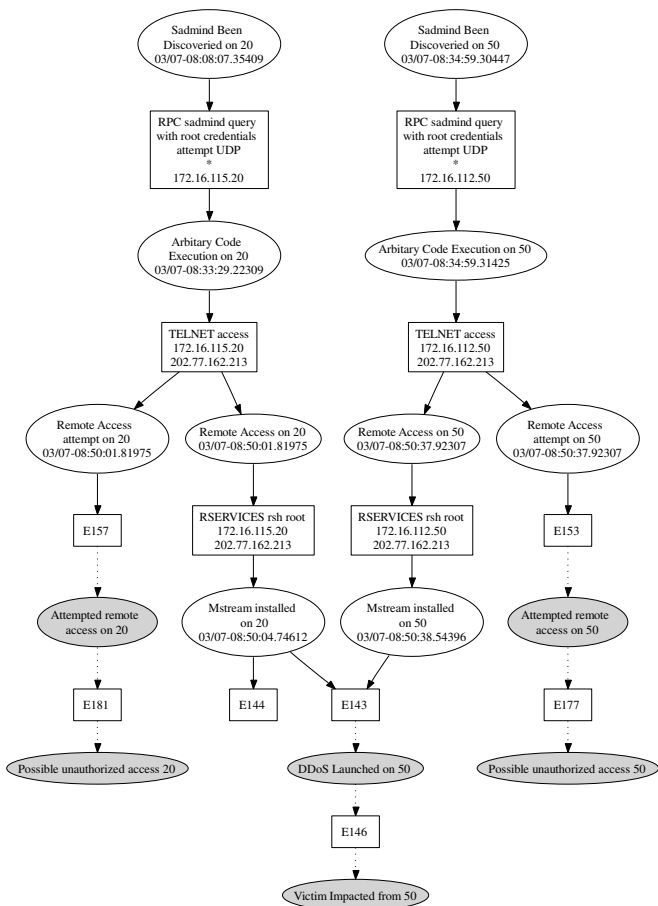 Sadmind Been
Discoveried on 20
03/07-08:08:07.35409
Sadmind Been
Discoveried on 50
03/07-08:34:59.30447
RPC sadmind query
with root credentials
attempt UDP
*
172.16.115.20
RPC sadmind query
with root credentials
attempt UDP
*
172.16.112.50
Arbitary Code
Execution on 20
03/07-08:33:29.22309
Arbitary Code Execution on 50
03/07-08:34:59.31425
TELNET access
172.16.115.20
202.77.162.213
TELNET access
172.16.112.50
202.77.162.213
Remote Access
attempt on 20
03/07-08:50:01.81975
Remote Access on 20
03/07-08:50:01.81975
Remote Access on 50
03/07-08:50:37.92307
Remote Access
attempt on 50
03/07-08:50:37.92307
E157
RSERVICES rsh root
172.16.115.20
202.77.162.213
RSERVICES rsh root
172.16.112.50
202.77.162.213
E153
Attempted remote
access on 20
Mstream installed
on 20
03/07-08:50:04.74612
Mstream installed
on 50
03/07-08:50:38.54396
Attempted remote
access on 50
E181
E144
E143
E177
Possible unauthorized access 20
DDoS Launched on 50
Possible unauthorized access 50
E146
Victim Impacted from 50